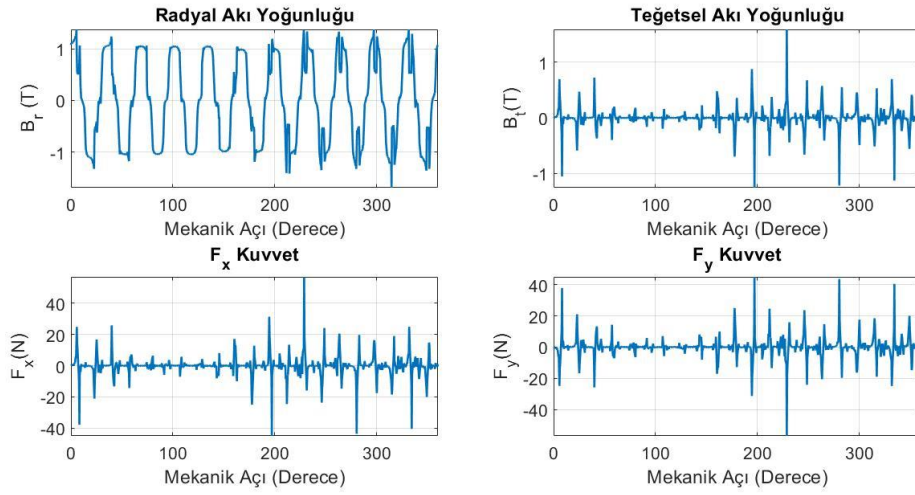 Radyal Akı Yoğunluğu
B_r (T)
1
0
-1
0 100 200 300
Mekanik Açı (Derece)
Teğetsel Akı Yoğunluğu
B_t(T)
1
0
-1
0 100 200 300
Mekanik Açı (Derece)
F_x Kuvvet
F_x(N)
40
20
0
-20
-40
0 100 200 300
Mekanik Açı (Derece)
F_y Kuvvet
F_y(N)
40
20
0
-20
-40
0 100 200 300
Mekanik Açı (Derece)